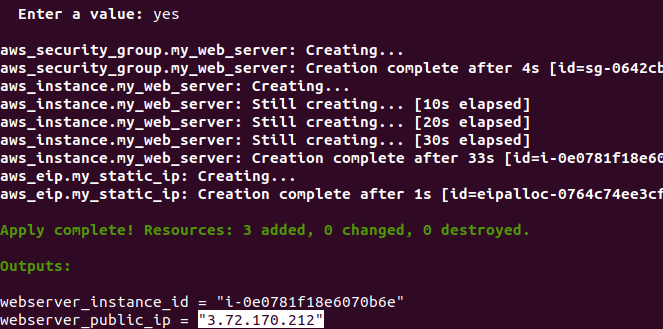 Enter a value: yes
aws_security_group.my_web_server: Creating...
aws_security_group.my_web_server: Creation complete after 4s [id=sg-0642cb
aws_instance.my_web_server: Creating...
aws_instance.my_web_server: Still creating... [10s elapsed]
aws_instance.my_web_server: Still creating... [20s elapsed]
aws_instance.my_web_server: Still creating... [30s elapsed]
aws_instance.my_web_server: Creation complete after 33s [id=i-0e0781f18e60
aws_eip.my_static_ip: Creating...
aws_eip.my_static_ip: Creation complete after 1s [id=eipalloc-0764c74ee3cf
Apply complete! Resources: 3 added, 0 changed, 0 destroyed.
Outputs:
webserver_instance_id = "i-0e0781f18e6070b6e"
webserver_public_ip = "3.72.170.212"